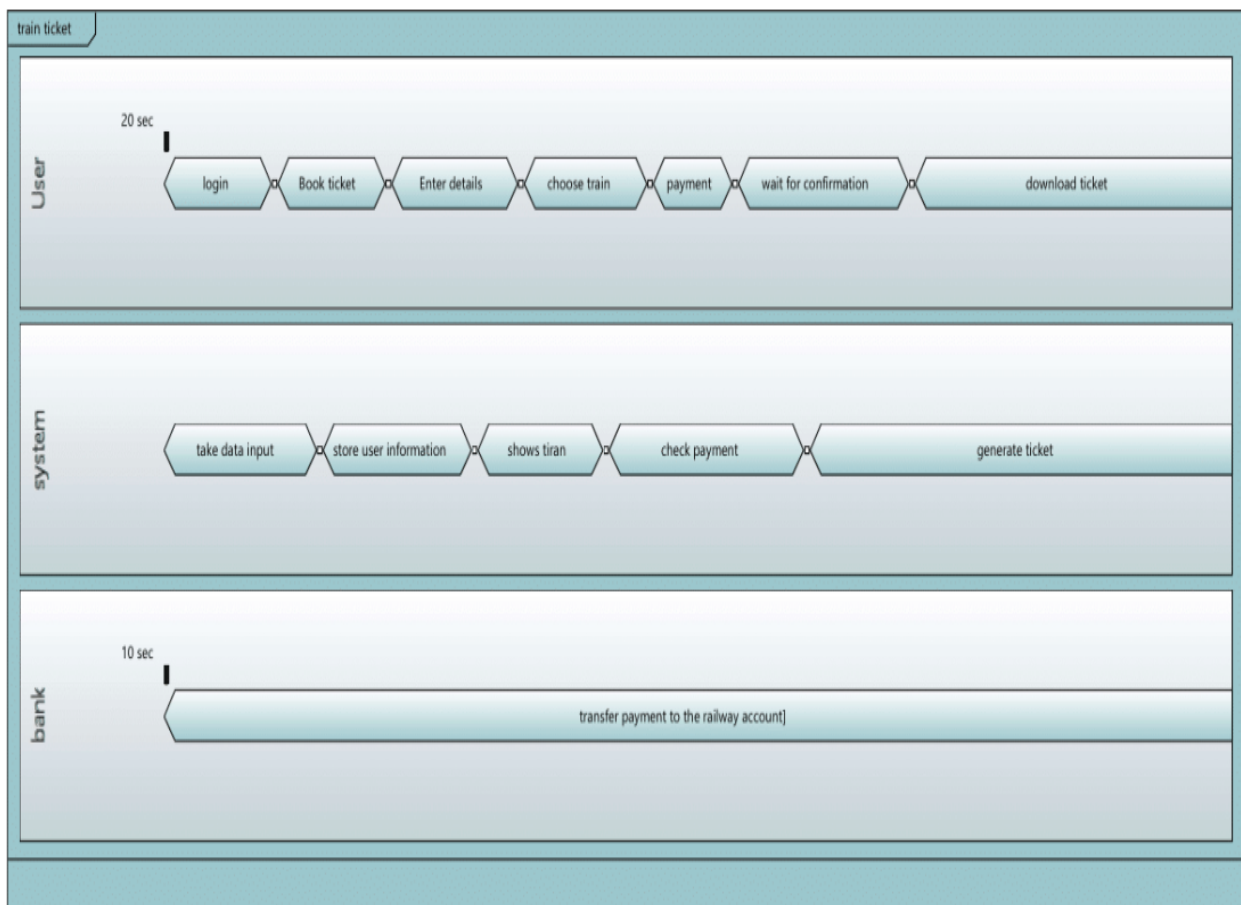 train ticket
20 sec
User
login
Book ticket
Enter details
choose train
payment
wait for confirmation
download ticket
system
take data input
store user information
shows tiran
check payment
generate ticket
10 sec
bank
transfer payment to the railway account]